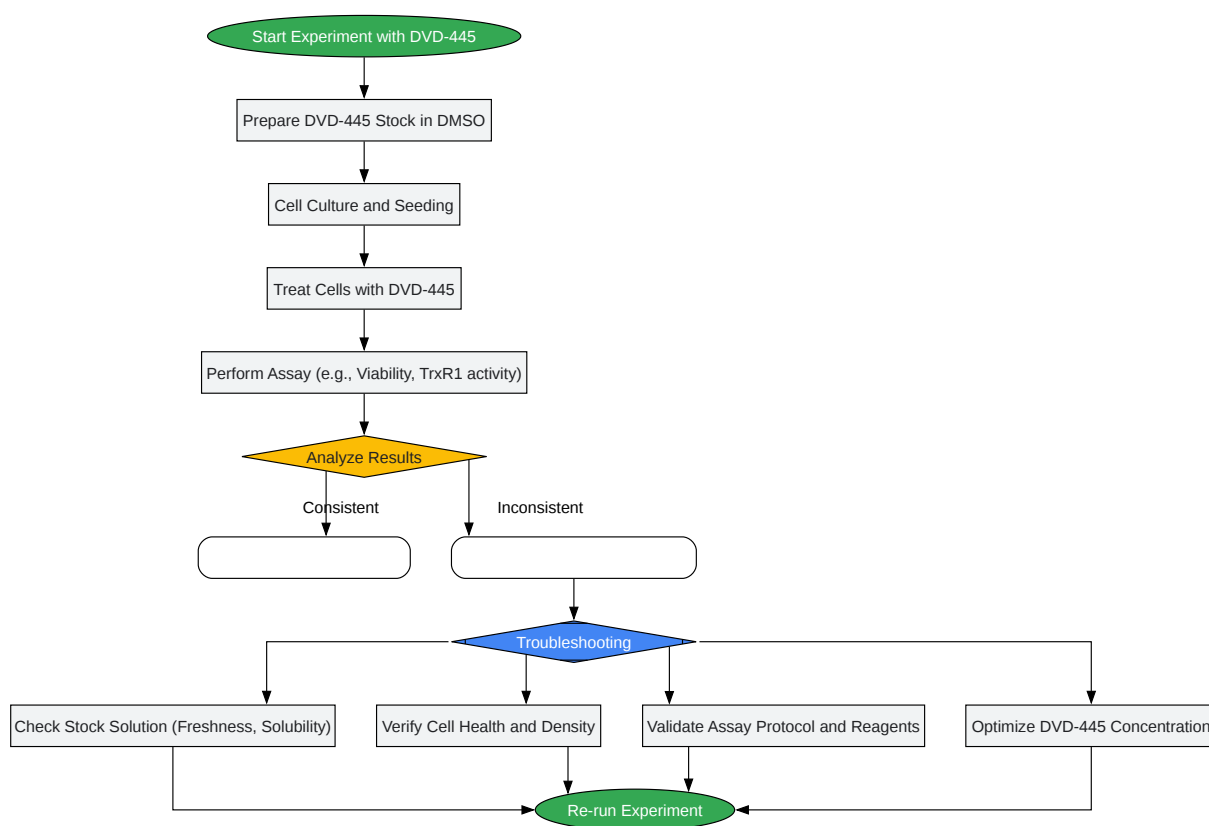 Start Experiment with DVD-445
Prepare DVD-445 Stock in DMSO
Cell Culture and Seeding
Treat Cells with DVD-445
Perform Assay (e.g., Viability, TrxR1 activity)
Analyze Results
Consistent
Inconsistent
Troubleshooting
Check Stock Solution (Freshness, Solubility)
Verify Cell Health and Density
Validate Assay Protocol and Reagents
Optimize DVD-445 Concentration
Re-run Experiment